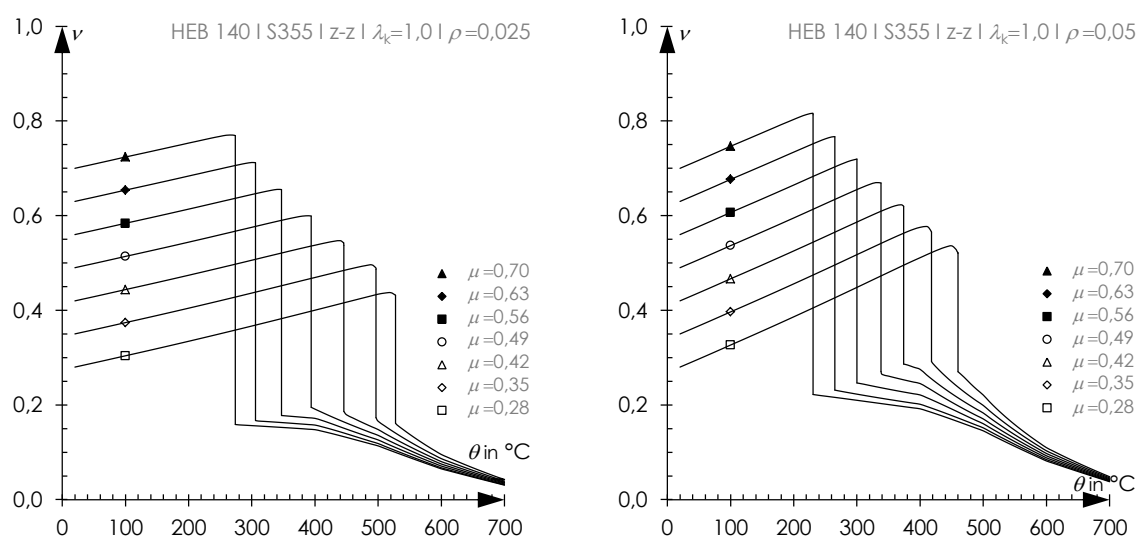 HEB 140 | S355 | z-z | λk=1,0 | ρ=0,025
ν
1,0
0,8
0,6
0,4
0,2
0,0
μ=0,70
μ=0,63
μ=0,56
μ=0,49
μ=0,42
μ=0,35
μ=0,28
θ in °C
0 100 200 300 400 500 600 700
HEB 140 | S355 | z-z | λk=1,0 | ρ=0,05
ν
1,0
0,8
0,6
0,4
0,2
0,0
μ=0,70
μ=0,63
μ=0,56
μ=0,49
μ=0,42
μ=0,35
μ=0,28
θ in °C
0 100 200 300 400 500 600 700